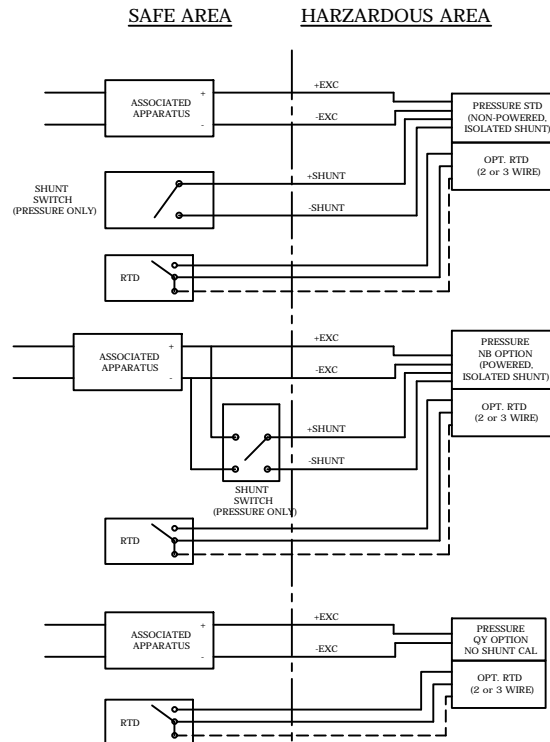 SAFE AREA
HARZARDOUS AREA
ASSOCIATED
APPARATUS
+
-
+EXC
-EXC
PRESSURE STD
(NON-POWERED,
ISOLATED SHUNT)
OPT. RTD
(2 or 3 WIRE)
SHUNT
SWITCH
(PRESSURE ONLY)
+SHUNT
-SHUNT
RTD
ASSOCIATED
APPARATUS
+
-
+EXC
-EXC
PRESSURE
NB OPTION
(POWERED,
ISOLATED SHUNT)
OPT. RTD
(2 or 3 WIRE)
+SHUNT
-SHUNT
SHUNT
SWITCH
(PRESSURE ONLY)
RTD
ASSOCIATED
APPARATUS
+
-
+EXC
-EXC
PRESSURE
QY OPTION
NO SHUNT CAL
OPT. RTD
(2 or 3 WIRE)
RTD